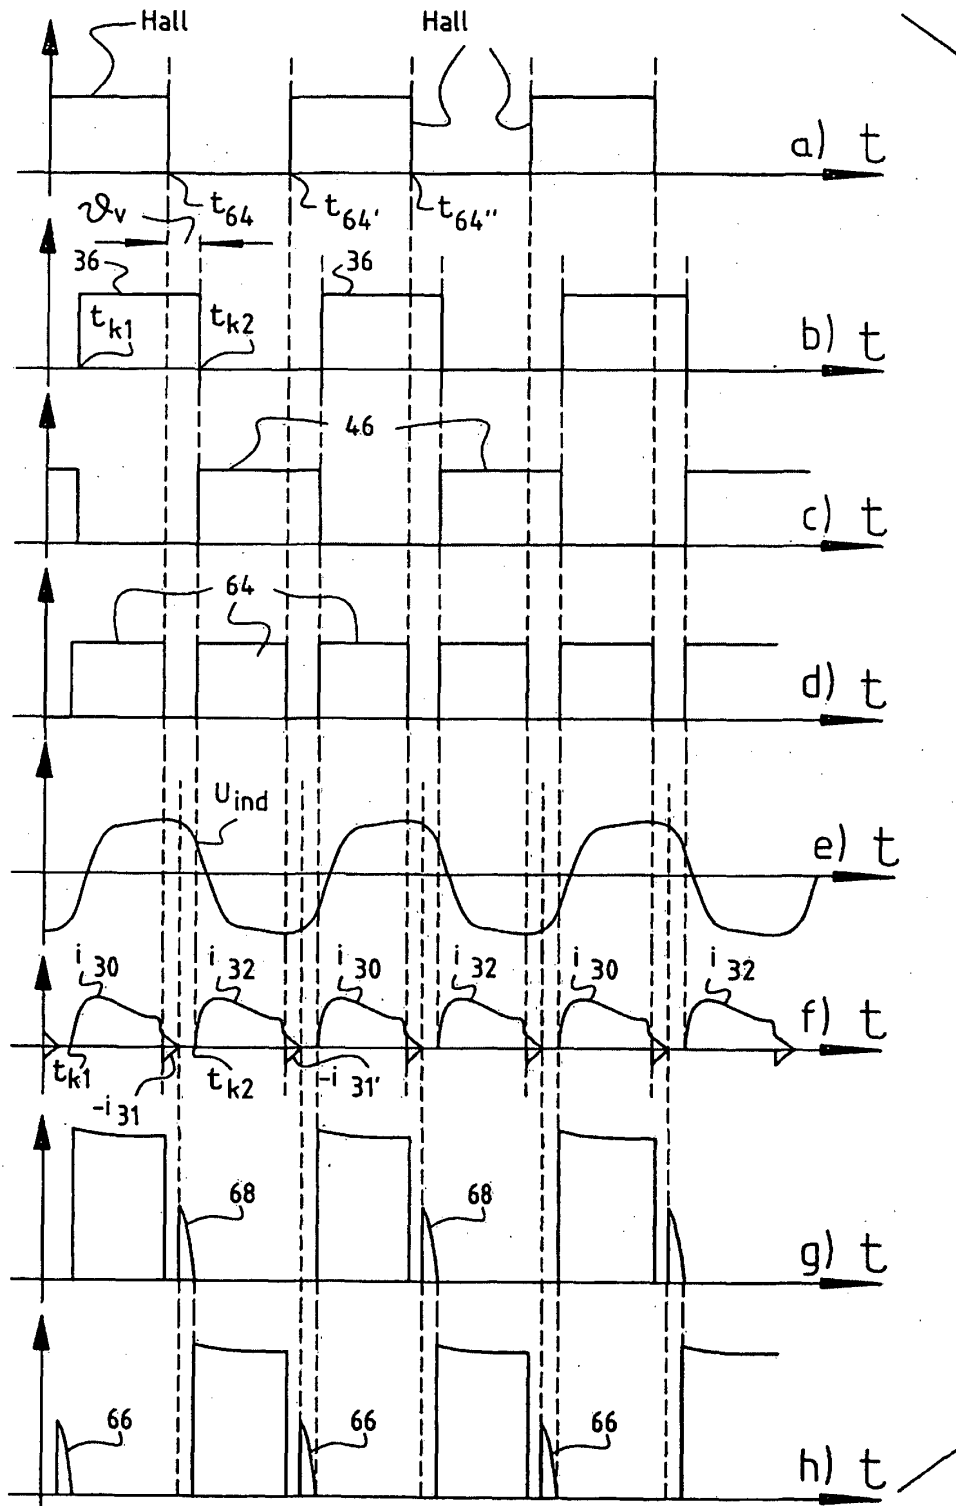 Hall Hall
a) t
t64 t64' t64''
ϑv
36 36
tk1 tk2
b) t
46
c) t
64
d) t
Uind
e) t
i30 i32 i30 i32 i30 i32
f) t
tk1 tk2 -i31'
-i31
68 68
g) t
66 66 66
h) t